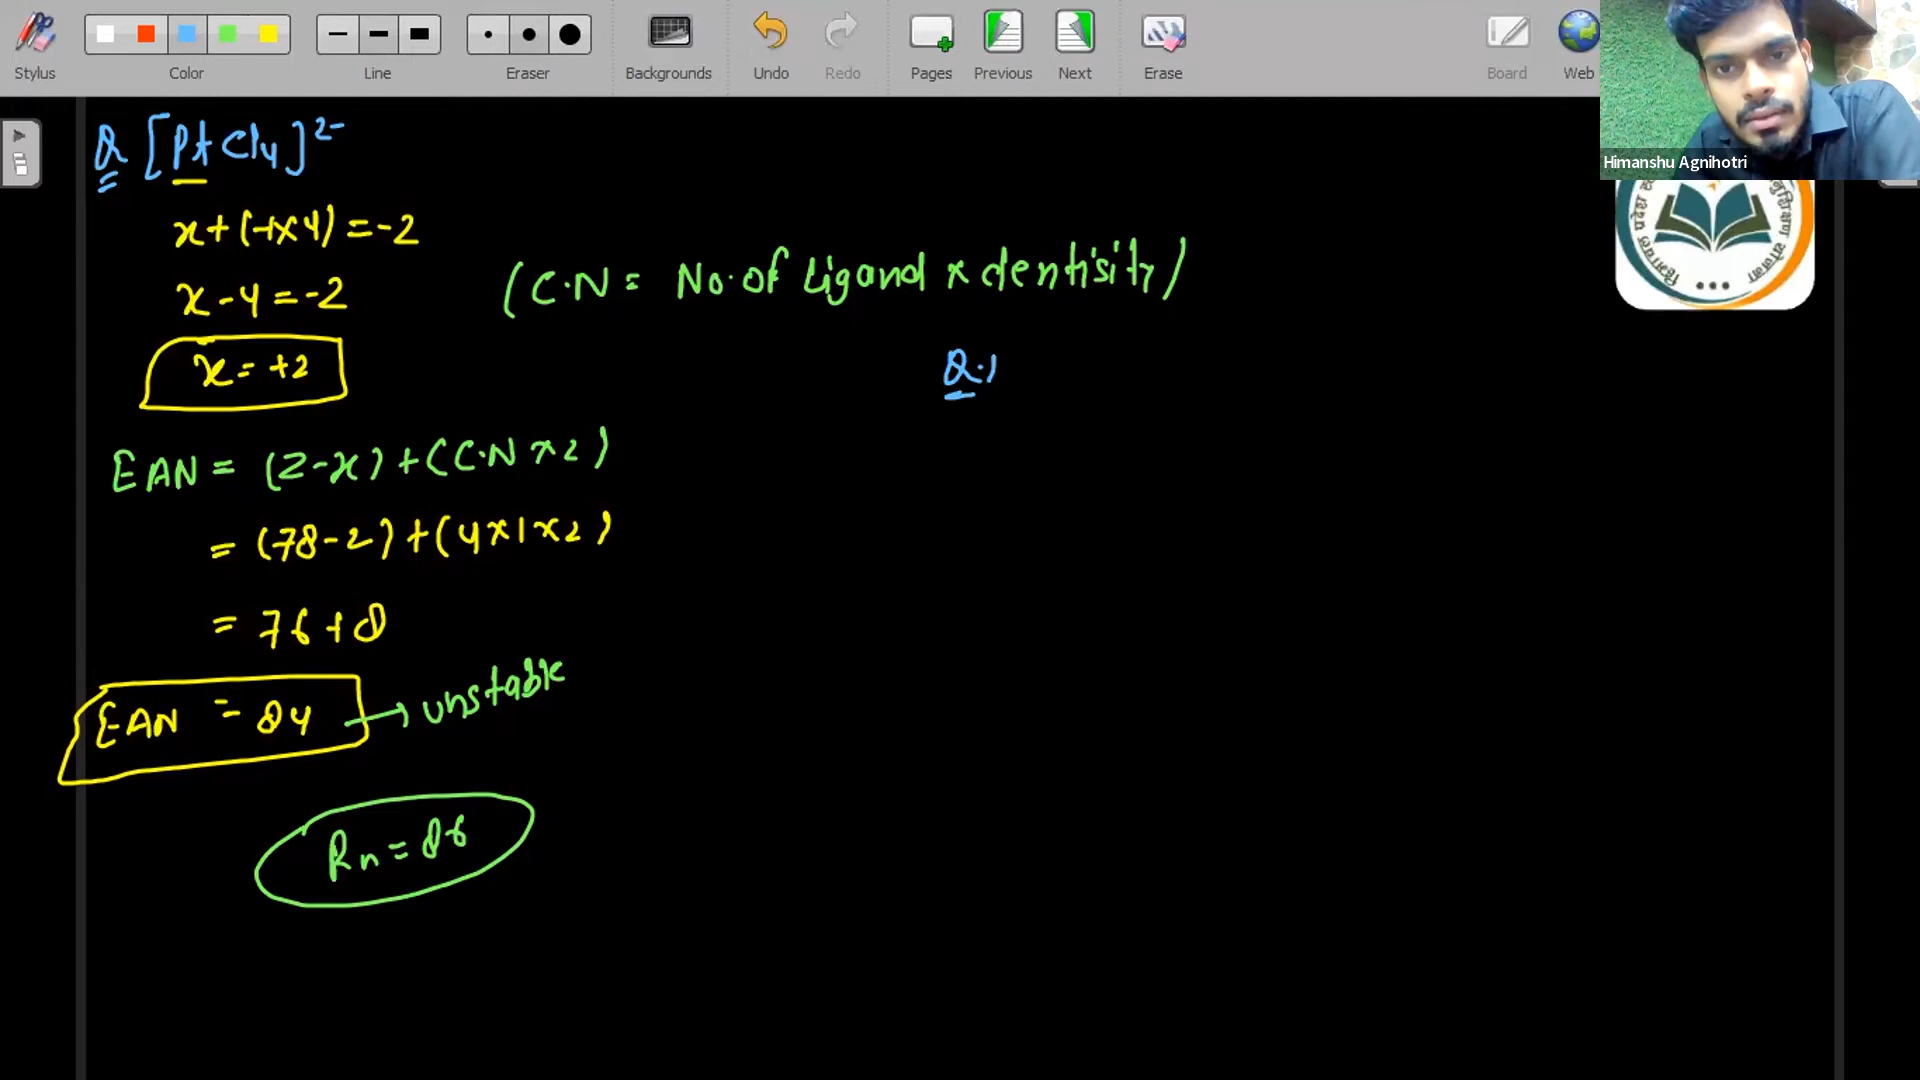 Stylus
Color
Line
Eraser
Backgrounds
Undo
Redo
Pages
Previous
Next
Erase
Board
Web
Himanshu Agnihotri
Q [PtCl4]2-
x+(-1x4)=-2
x-4=-2
x=+2
(C.N = No. of Ligand x dentisity)
Q.1
EAN = (Z-x)+(C.N x2)
= (78-2)+(4x1x2)
= 76+8
EAN = 84 → unstable
Rn=86